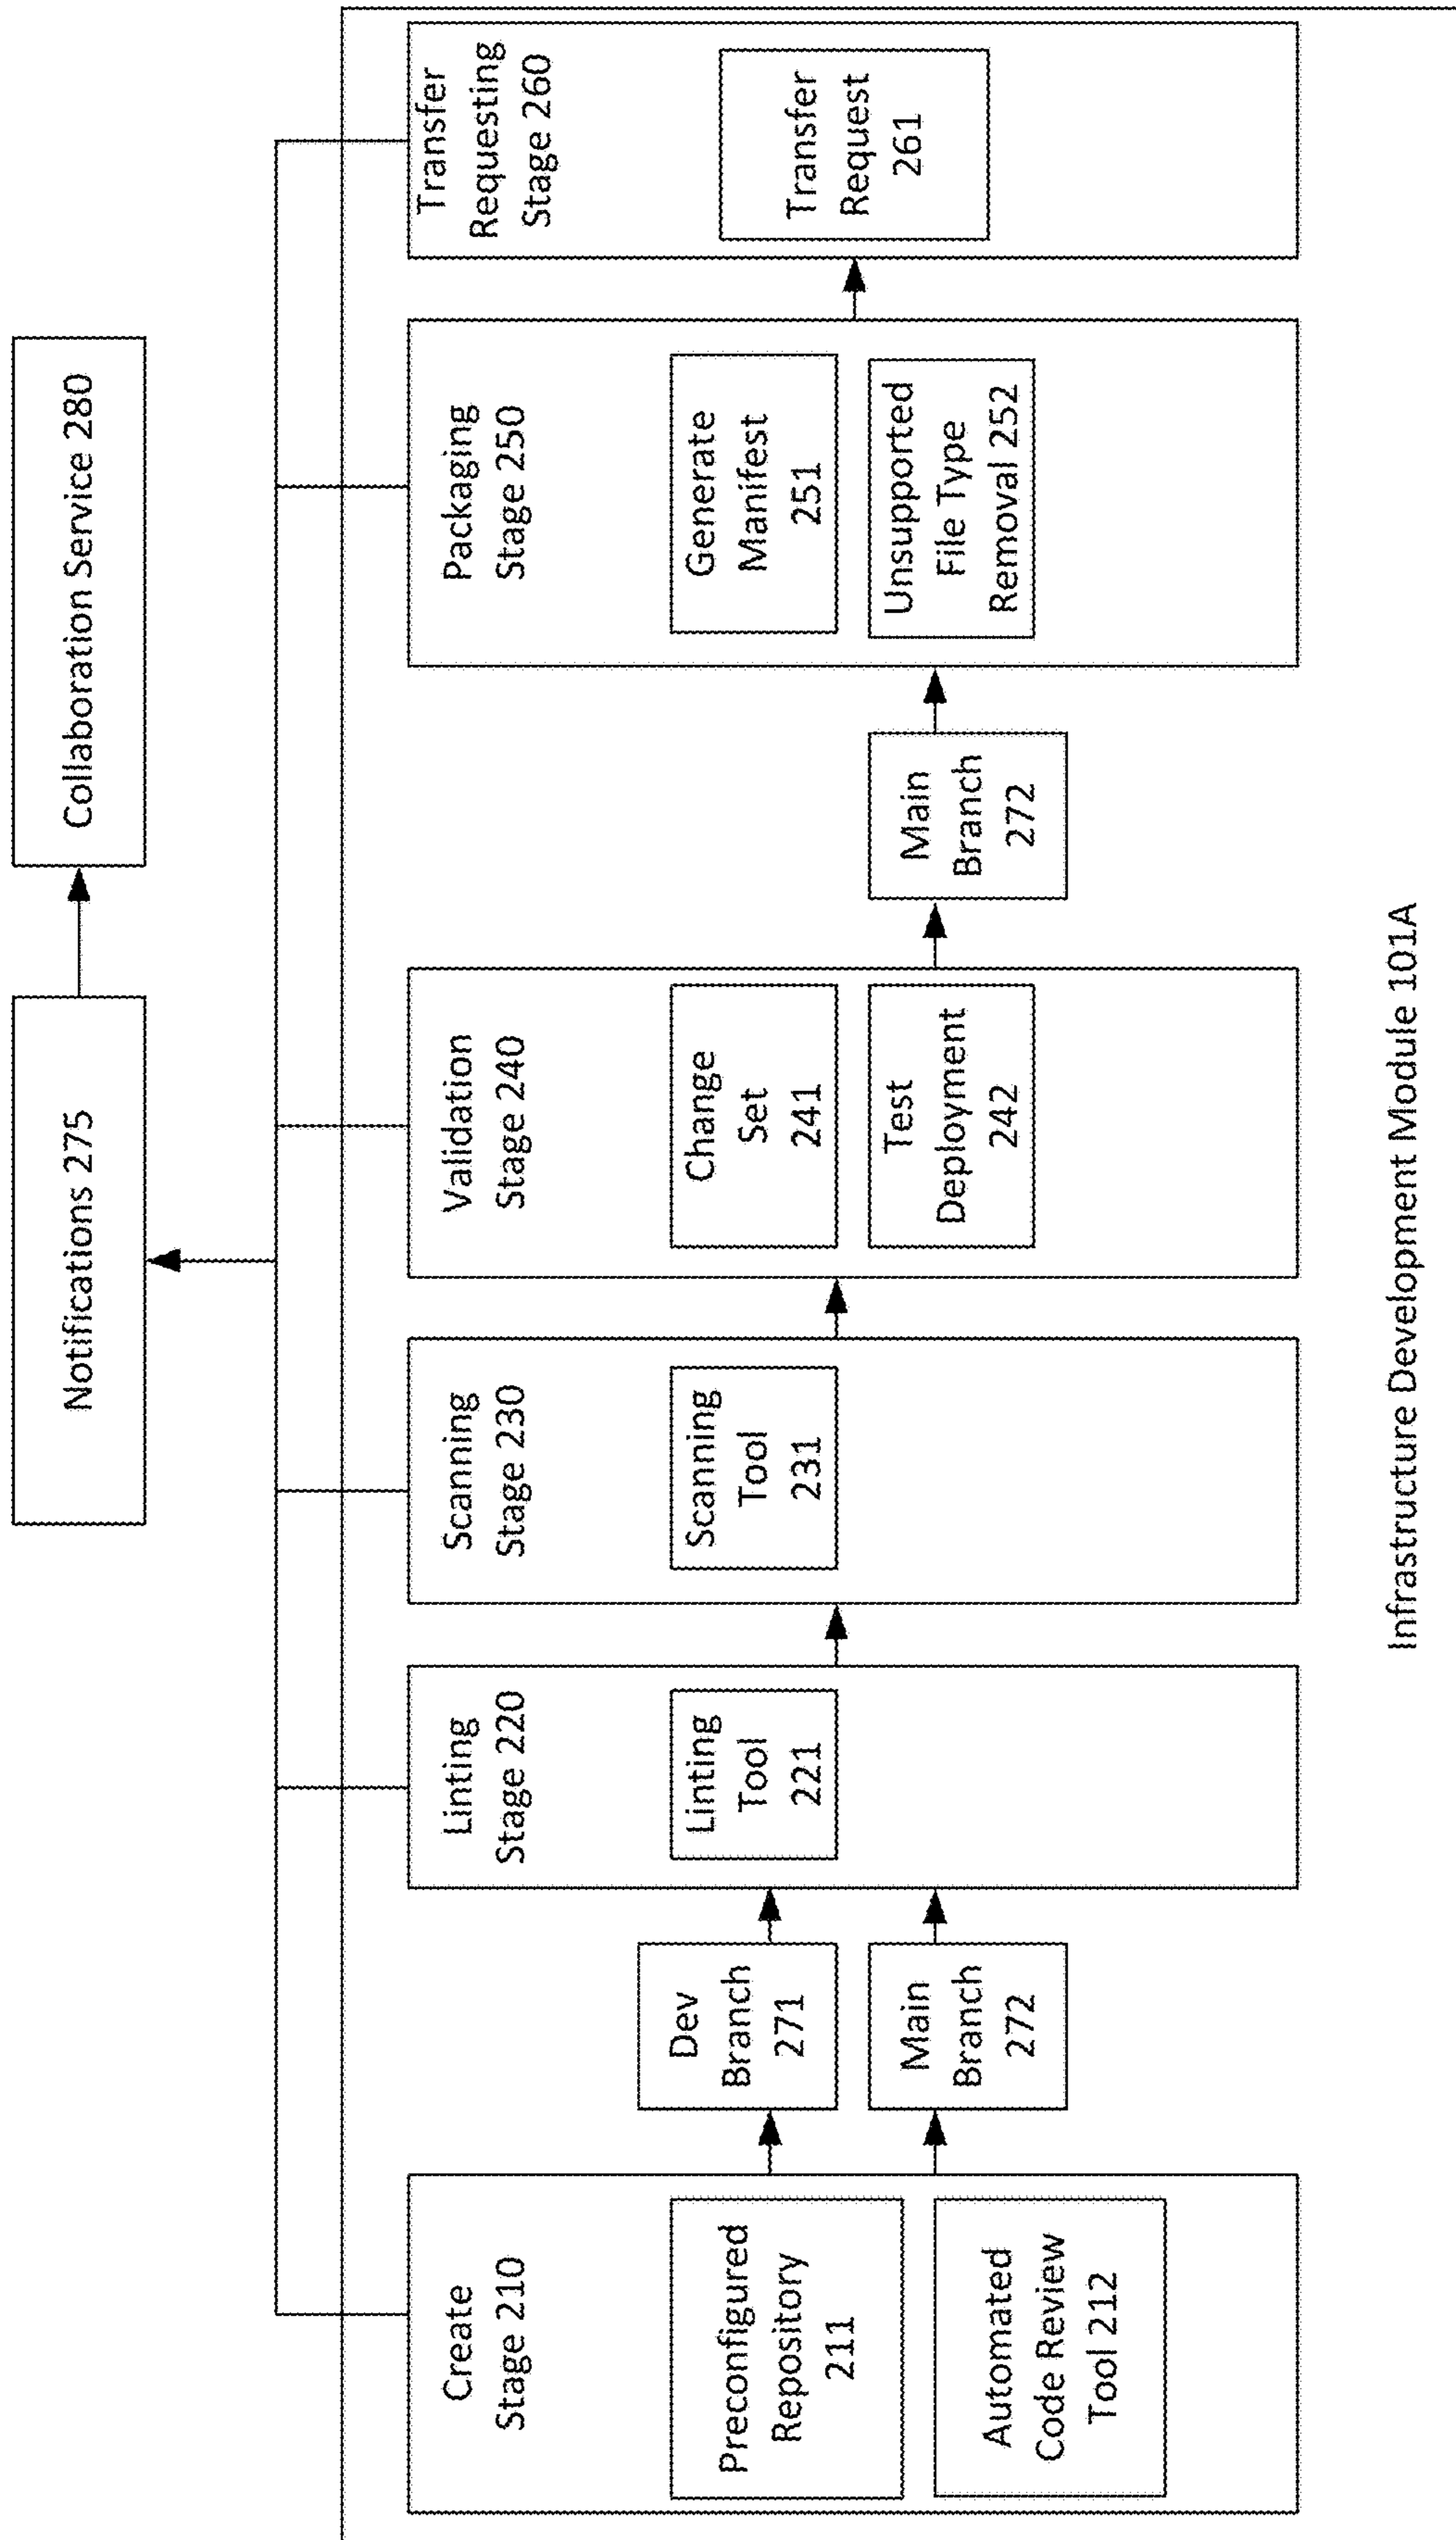 Notifications 275
Collaboration Service 280
Create
Stage 210
Preconfigured
Repository
211
Automated
Code Review
Tool 212
Dev
Branch
271
Main
Branch
272
Linting
Stage 220
Linting
Tool
221
Scanning
Stage 230
Scanning
Tool
231
Validation
Stage 240
Change
Set
241
Test
Deployment
242
Main
Branch
272
Packaging
Stage 250
Generate
Manifest
251
Unsupported
File Type
Removal 252
Transfer
Requesting
Stage 260
Transfer
Request
261
Infrastructure Development Module 101A